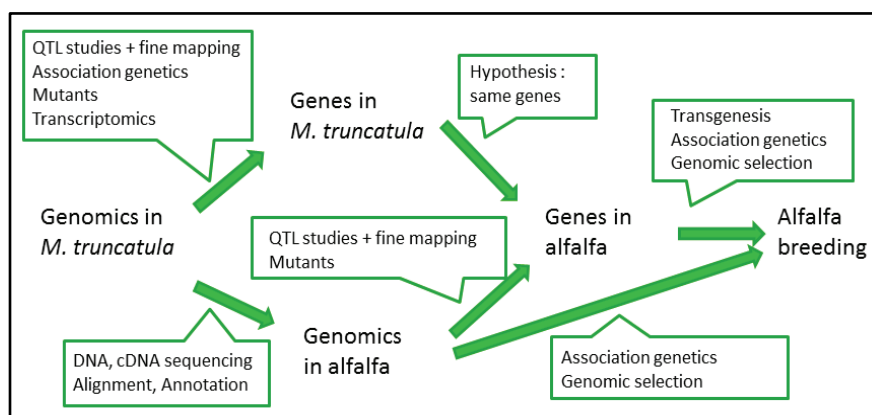 QTL studies + fine mapping
Association genetics
Mutants
Transcriptomics
Genes in
M. truncatula
Hypothesis :
same genes
Transgenesis
Association genetics
Genomic selection
Genomics in
M. truncatula
QTL studies + fine mapping
Mutants
Genes in
alfalfa
Alfalfa
breeding
DNA, cDNA sequencing
Alignment, Annotation
Genomics
in alfalfa
Association genetics
Genomic selection